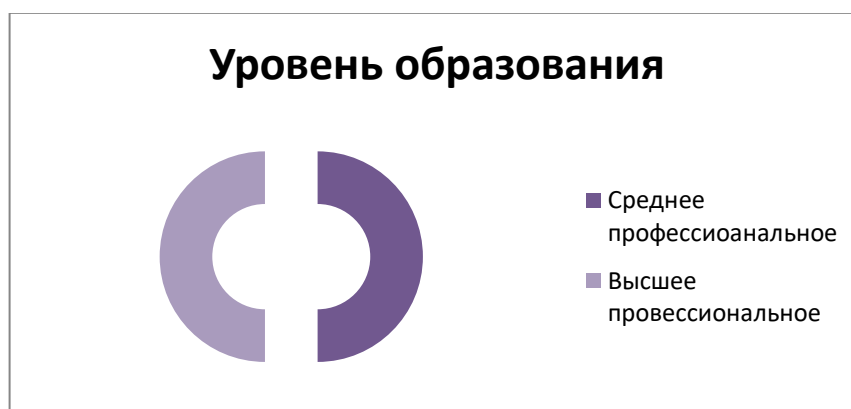 Уровень образования
Среднее
профессиоанальное
Высшее
провессиональное